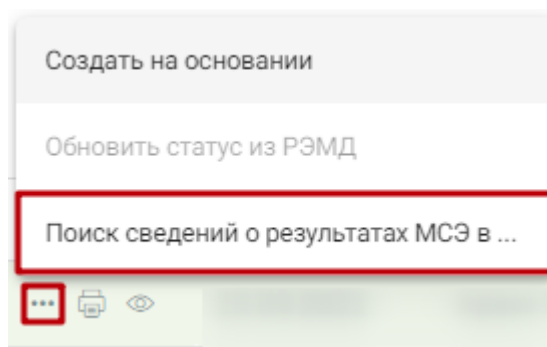 Создать на основании
Обновить статус из РЭМД
Поиск сведений о результатах МСЭ в ...